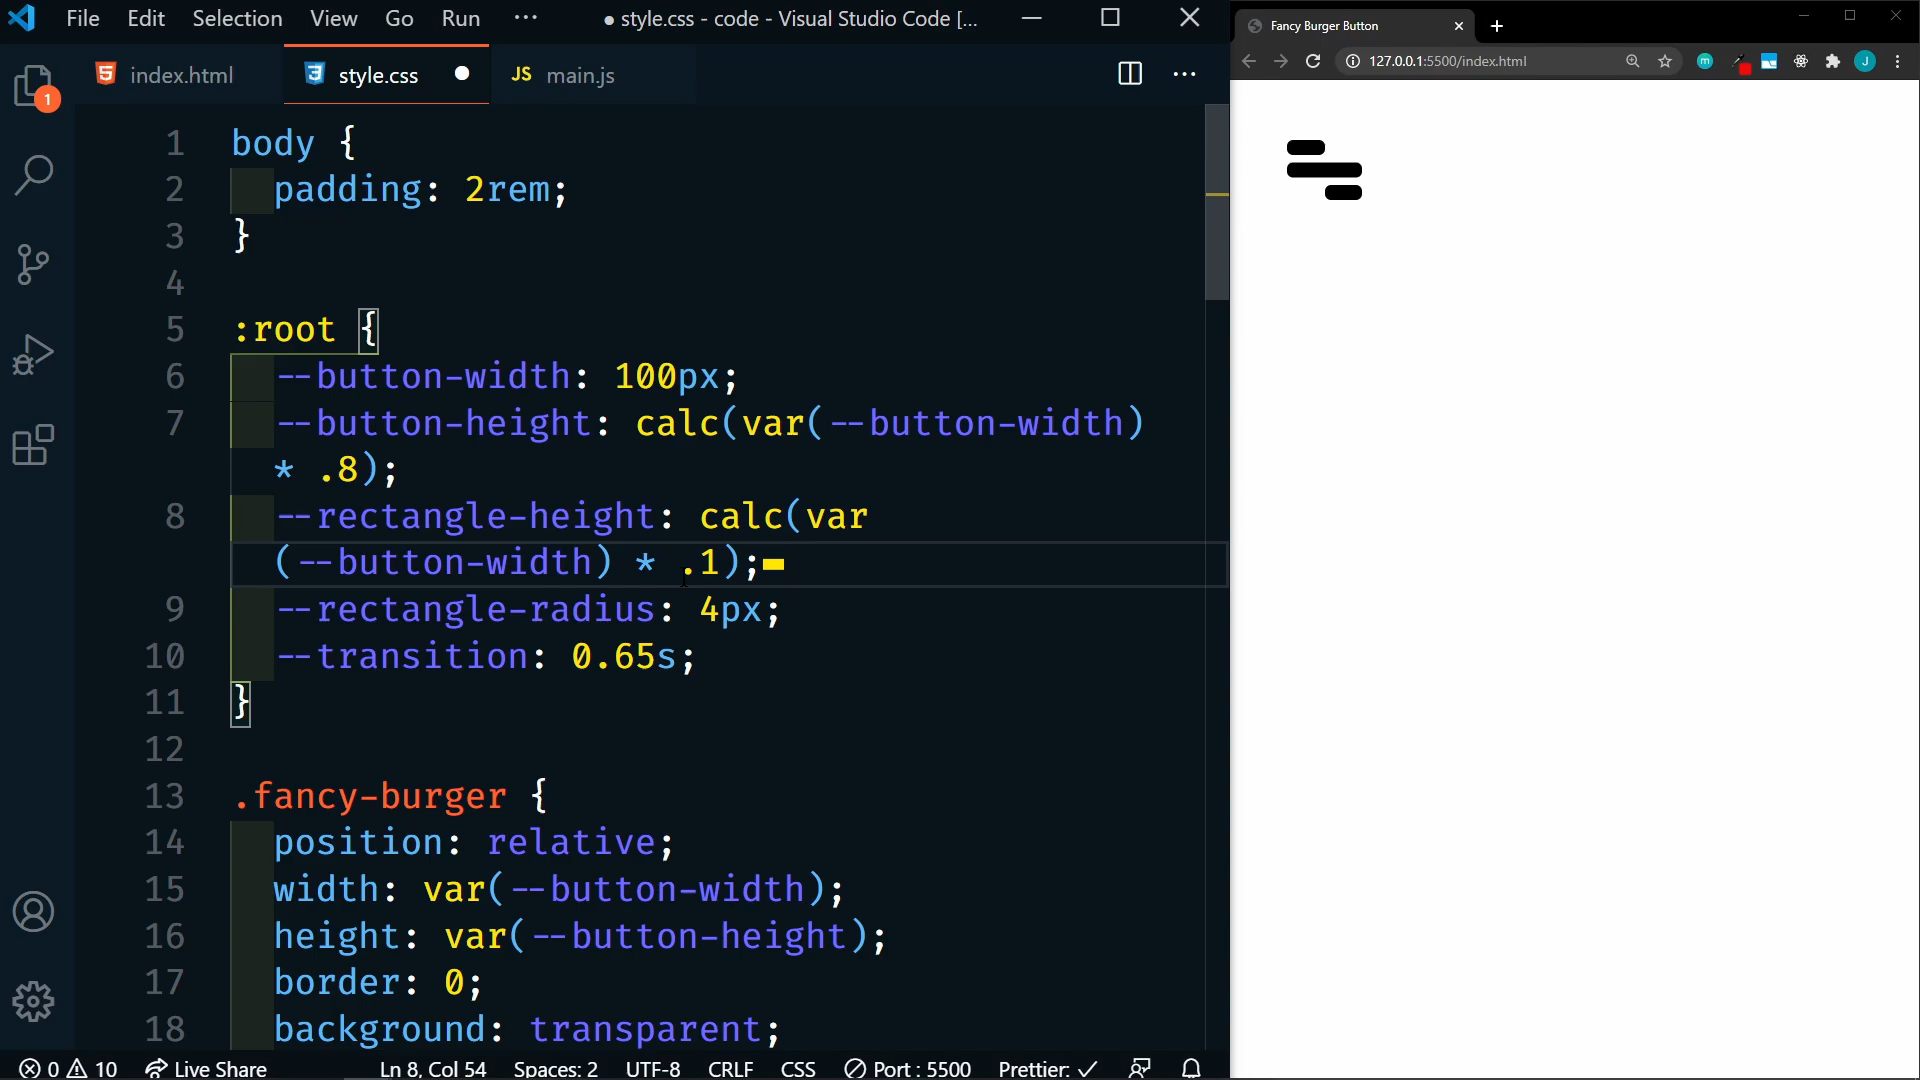 File Edit Selection View Go Run ···
● style.css - code - Visual Studio Code [...
index.html
style.css
JS main.js
1
1 body {
2 padding: 2rem;
3 }
4
5 :root {
6 --button-width: 100px;
7 --button-height: calc(var(--button-width)
* .8);
8 --rectangle-height: calc(var
(--button-width) * .1);
9 --rectangle-radius: 4px;
10 --transition: 0.65s;
11 }
12
13 .fancy-burger {
14 position: relative;
15 width: var(--button-width);
16 height: var(--button-height);
17 border: 0;
18 background: transparent;
0 10 Live Share Ln 8, Col 54 Spaces: 2 UTF-8 CRLF CSS Port : 5500 Prettier: ✓
Fancy Burger Button
127.0.0.1:5500/index.html
m
J